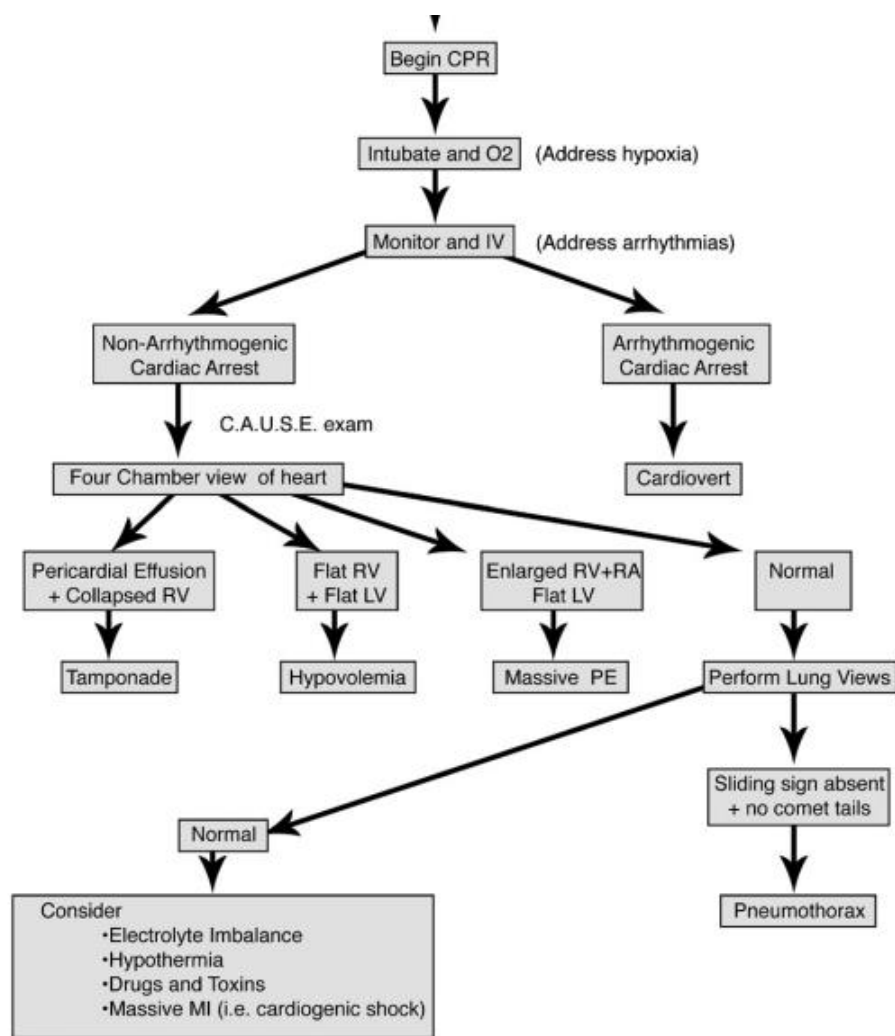 Begin CPR
Intubate and O2
(Address hypoxia)
Monitor and IV
(Address arrhythmias)
Non-Arrhythmogenic
Cardiac Arrest
Arrhythmogenic
Cardiac Arrest
C.A.U.S.E. exam
Four Chamber view of heart
Cardiovert
Pericardial Effusion
+ Collapsed RV
Flat RV
+ Flat LV
Enlarged RV+RA
Flat LV
Normal
Tamponade
Hypovolemia
Massive PE
Perform Lung Views
Sliding sign absent
+ no comet tails
Normal
Pneumothorax
Consider
•Electrolyte Imbalance
•Hypothermia
•Drugs and Toxins
•Massive MI (i.e. cardiogenic shock)